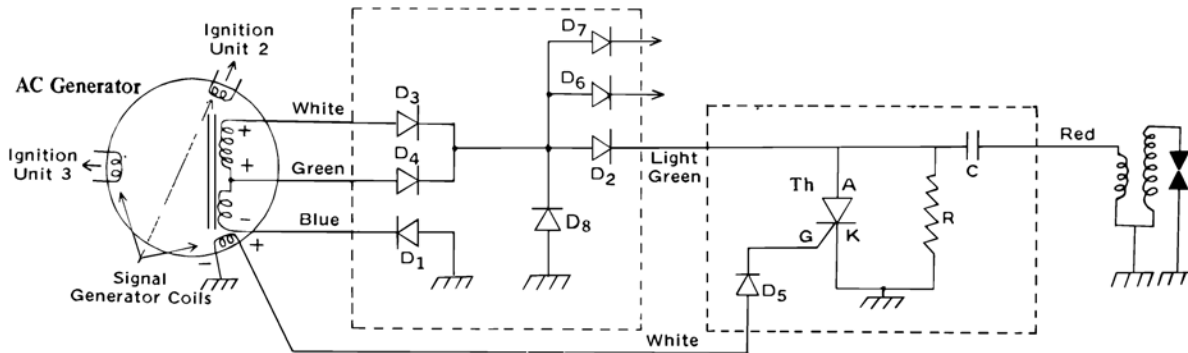 Ignition
Unit 2
AC Generator
White
Ignition
Unit 3
Green
Blue
+
+
-
+
-
Signal
Generator Coils
D3
D4
D1
D7
D6
D2
D8
Light
Green
Th
A
G
K
D5
R
C
Red
White